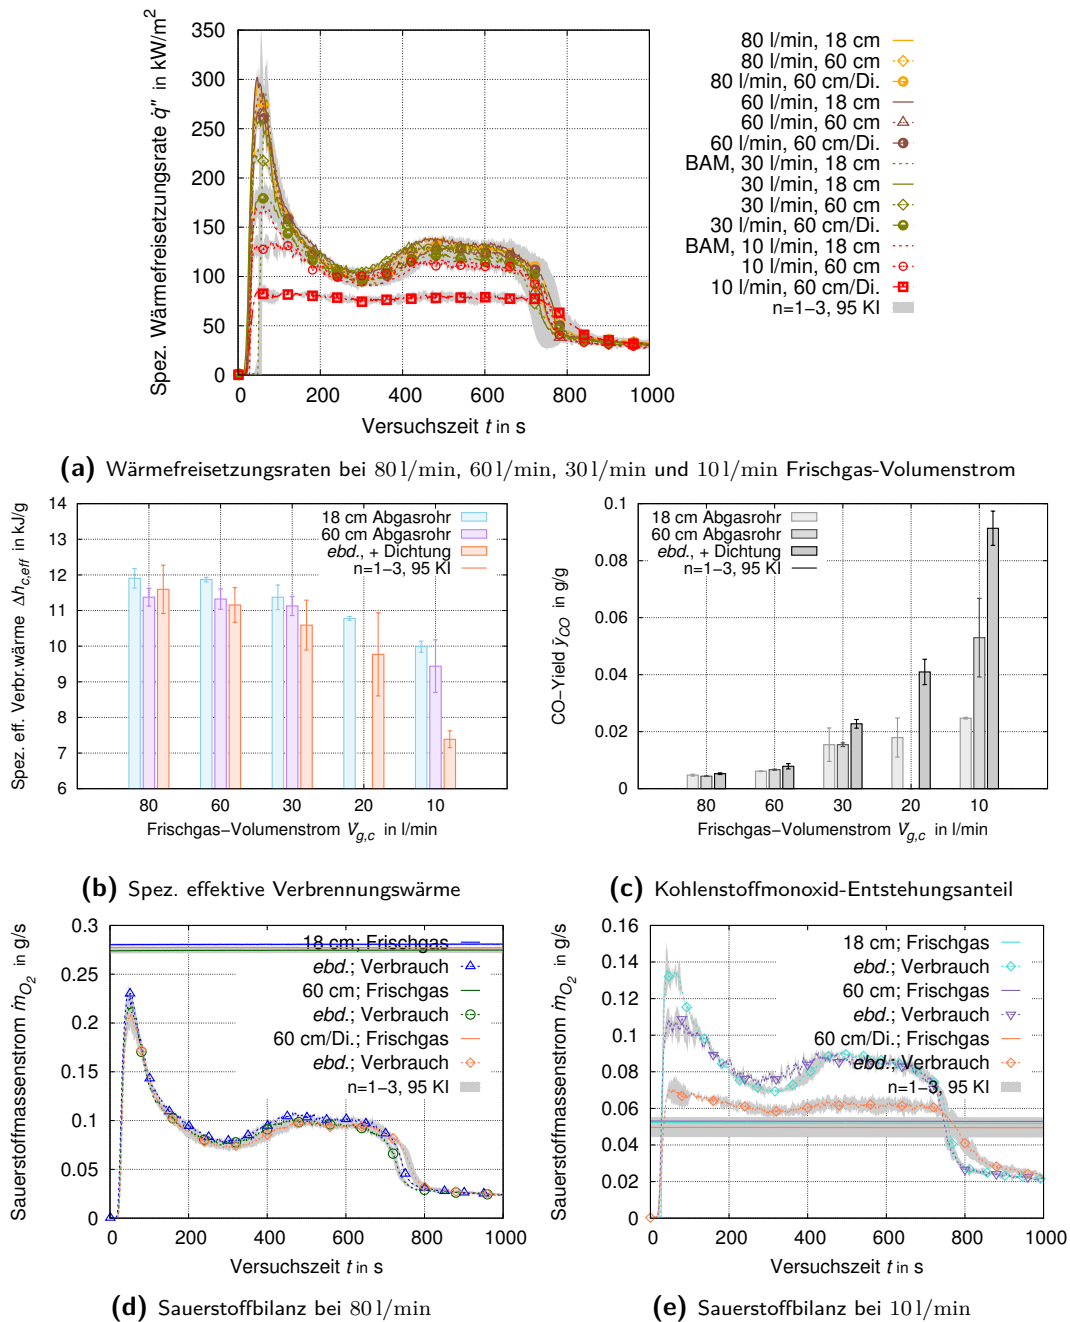 350
300
250
200
150
100
50
0
Spez. Wärmefreisetzungsrate q̇″ in kW/m²
0 200 400 600 800 1000
Versuchszeit t in s
80 l/min, 18 cm
80 l/min, 60 cm
80 l/min, 60 cm/Di.
60 l/min, 18 cm
60 l/min, 60 cm
60 l/min, 60 cm/Di.
BAM, 30 l/min, 18 cm
30 l/min, 18 cm
30 l/min, 60 cm
30 l/min, 60 cm/Di.
BAM, 10 l/min, 18 cm
10 l/min, 60 cm
10 l/min, 60 cm/Di.
n=1−3, 95 KI
(a) Wärmefreisetzungsraten bei 80 l/min, 60 l/min, 30 l/min und 10 l/min Frischgas-Volumenstrom
14
13
12
11
10
9
8
7
6
Spez. eff. Verbr.wärme Δh_{c,eff} in kJ/g
18 cm Abgasrohr
60 cm Abgasrohr
ebd., + Dichtung
n=1−3, 95 KI
80 60 30 20 10
Frischgas−Volumenstrom V̇_{g,c} in l/min
(b) Spez. effektive Verbrennungswärme
0.1
0.08
0.06
0.04
0.02
0
CO−Yield ȳ_{CO} in g/g
18 cm Abgasrohr
60 cm Abgasrohr
ebd., + Dichtung
n=1−3, 95 KI
80 60 30 20 10
Frischgas−Volumenstrom V̇_{g,c} in l/min
(c) Kohlenstoffmonoxid-Entstehungsanteil
0.3
0.25
0.2
0.15
0.1
0.05
0
Sauerstoffmassenstrom ṁ_{O2} in g/s
18 cm; Frischgas
ebd.; Verbrauch
60 cm; Frischgas
ebd.; Verbrauch
60 cm/Di.; Frischgas
ebd.; Verbrauch
n=1−3, 95 KI
0 200 400 600 800 1000
Versuchszeit t in s
(d) Sauerstoffbilanz bei 80 l/min
0.16
0.14
0.12
0.1
0.08
0.06
0.04
0.02
0
Sauerstoffmassenstrom ṁ_{O2} in g/s
18 cm; Frischgas
ebd.; Verbrauch
60 cm; Frischgas
ebd.; Verbrauch
60 cm/Di.; Frischgas
ebd.; Verbrauch
n=1−3, 95 KI
0 200 400 600 800 1000
Versuchszeit t in s
(e) Sauerstoffbilanz bei 10 l/min